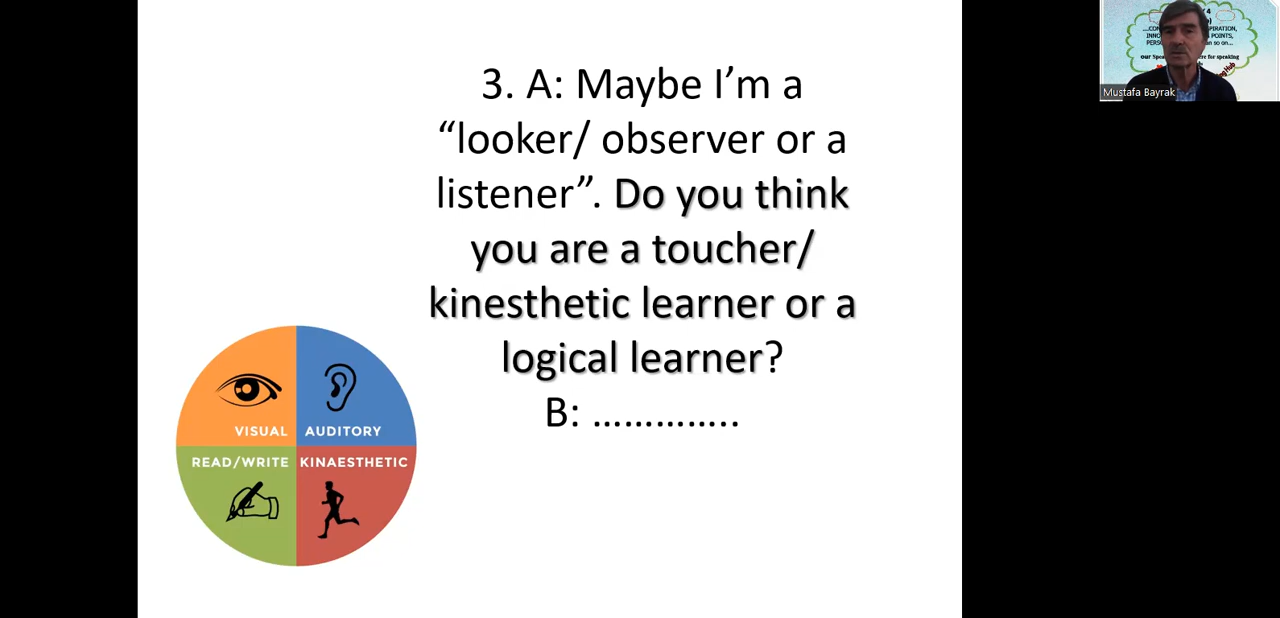 3. A: Maybe I’m a
“looker/ observer or a
listener”. Do you think
you are a toucher/
kinesthetic learner or a
logical learner?
B: …………..
VISUAL
AUDITORY
READ/WRITE
KINAESTHETIC
Mustafa Bayrak